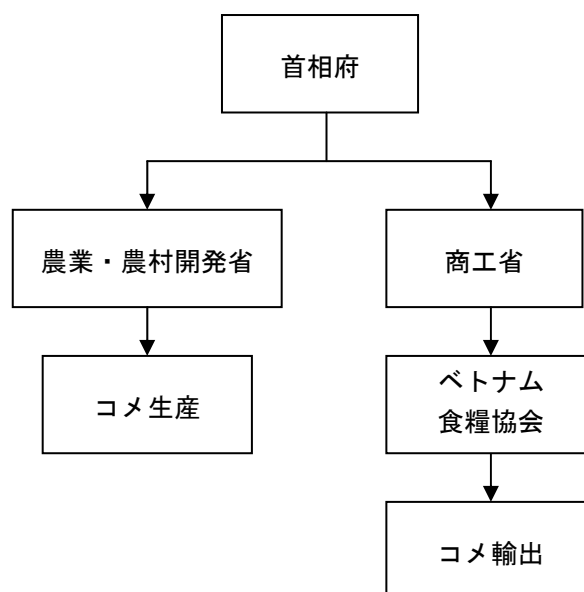 首相府
農業・農村開発省
商工省
コメ生産
ベトナム
食糧協会
コメ輸出